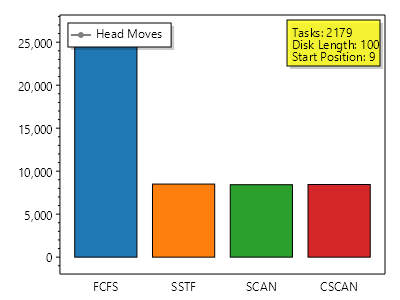 Head Moves
Tasks: 2179
Disk Length: 100
Start Position: 9
25,000
20,000
15,000
10,000
5,000
0
FCFS SSTF SCAN CSCAN